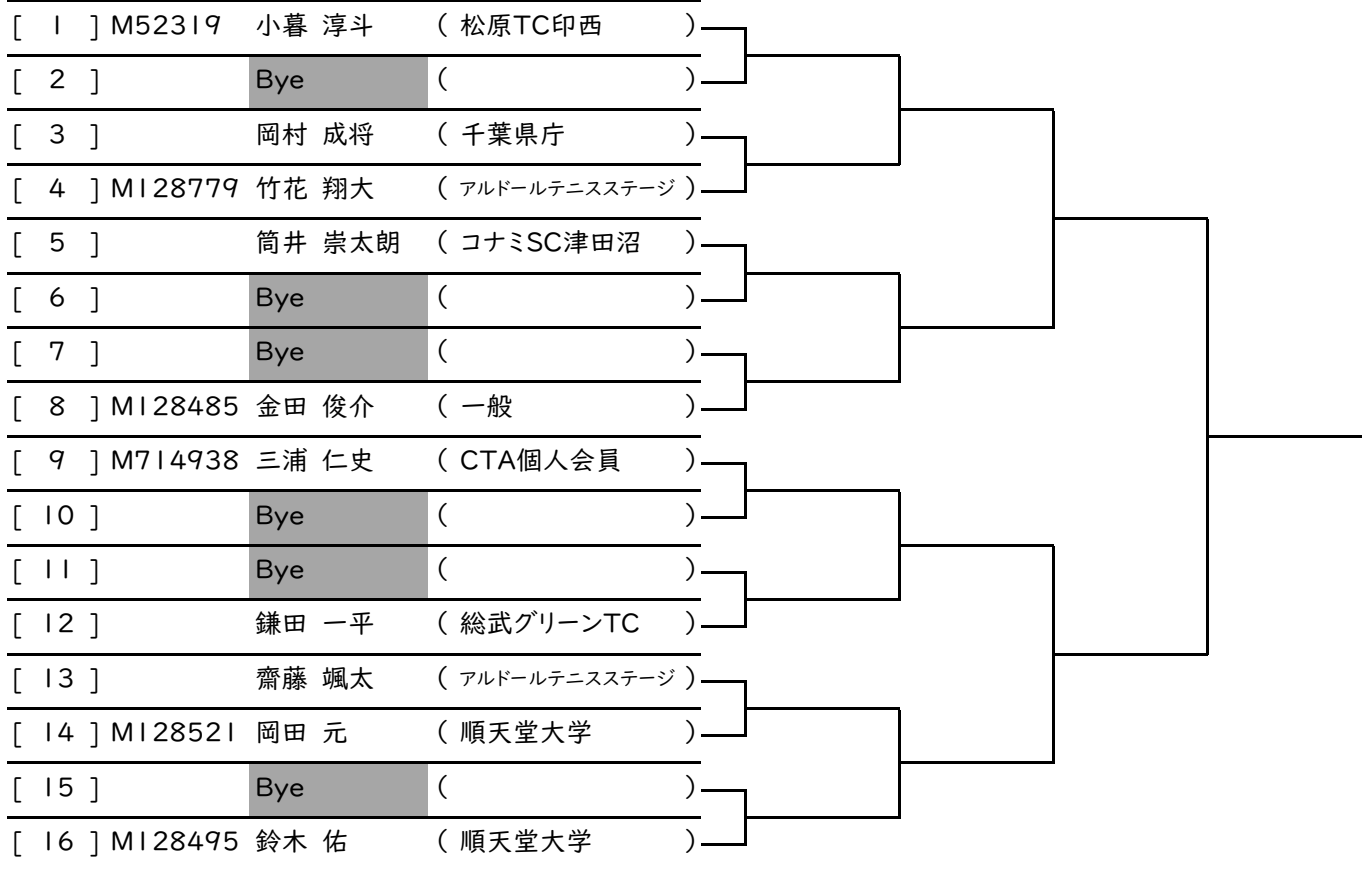 [ 1 ] M52319 小暮 淳斗 ( 松原TC印西 )
[ 2 ] Bye ( )
[ 3 ] 岡村 成将 ( 千葉県庁 )
[ 4 ] M128779 竹花 翔大 ( アルドールテニスステージ )
[ 5 ] 筒井 崇太朗 ( コナミSC津田沼 )
[ 6 ] Bye ( )
[ 7 ] Bye ( )
[ 8 ] M128485 金田 俊介 ( 一般 )
[ 9 ] M714938 三浦 仁史 ( CTA個人会員 )
[ 10 ] Bye ( )
[ 11 ] Bye ( )
[ 12 ] 鎌田 一平 ( 総武グリーンTC )
[ 13 ] 齋藤 颯太 ( アルドールテニスステージ )
[ 14 ] M128521 岡田 元 ( 順天堂大学 )
[ 15 ] Bye ( )
[ 16 ] M128495 鈴木 佑 ( 順天堂大学 )